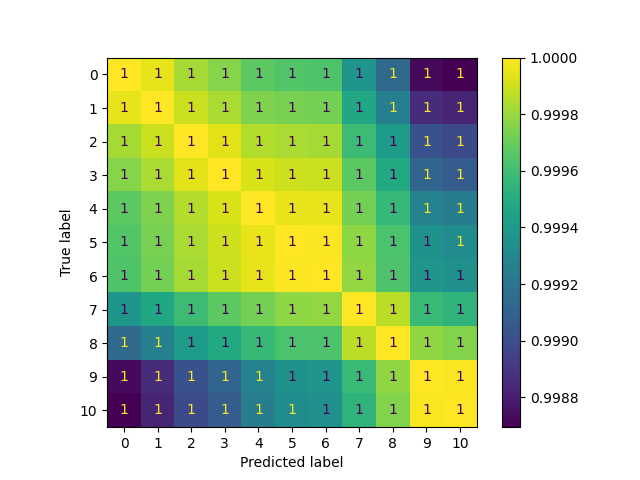 1.0000
0 1 1 1 1 1 1 1 1 1 1 1
1 1 1 1 1 1 1 1 1 1 1 1
0.9998
2 1 1 1 1 1 1 1 1 1 1 1
0.9996
3 1 1 1 1 1 1 1 1 1 1 1
4 1 1 1 1 1 1 1 1 1 1 1
0.9994
True label
5 1 1 1 1 1 1 1 1 1 1 1
6 1 1 1 1 1 1 1 1 1 1 1
0.9992
7 1 1 1 1 1 1 1 1 1 1 1
0.9990
8 1 1 1 1 1 1 1 1 1 1 1
9 1 1 1 1 1 1 1 1 1 1 1
0.9988
10 1 1 1 1 1 1 1 1 1 1 1
0 1 2 3 4 5 6 7 8 9 10
Predicted label